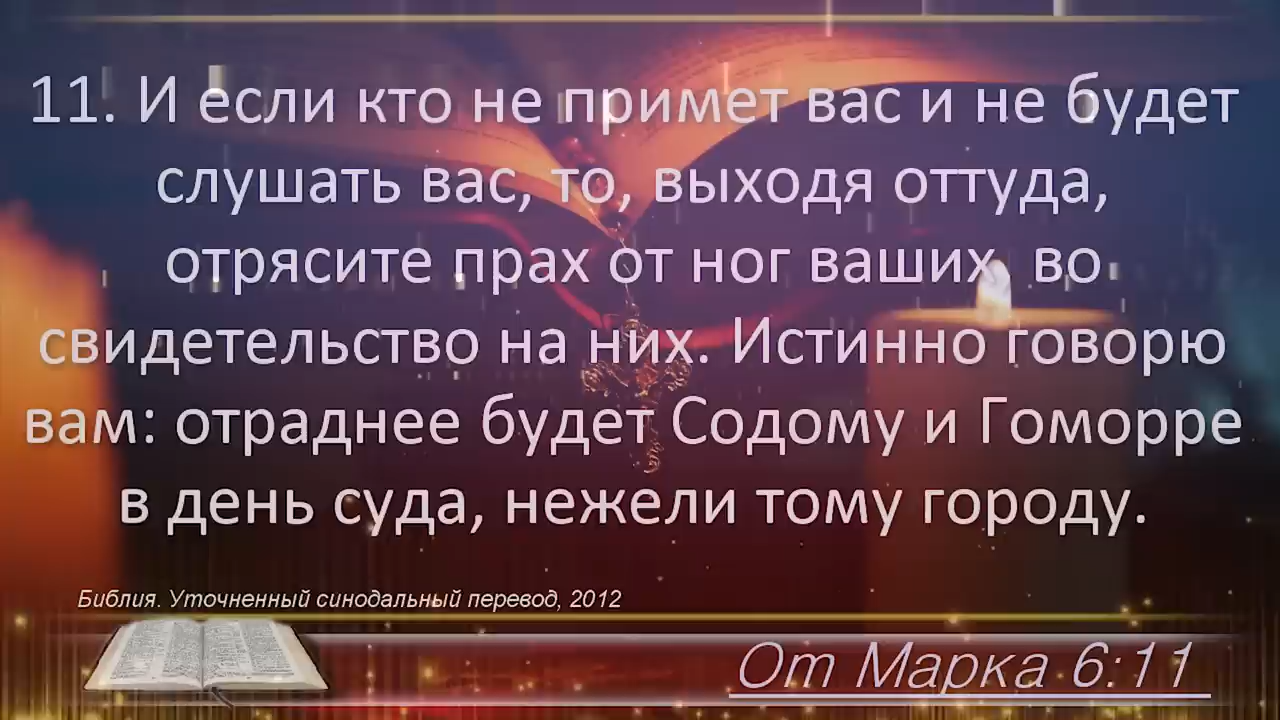 11. И если кто не примет вас и не будет
слушать вас, то, выходя оттуда,
отрясите прах от ног ваших, во
свидетельство на них. Истинно говорю
вам: отраднее будет Содому и Гоморре
в день суда, нежели тому городу.
Библия. Уточненный синодальный перевод, 2012
От Марка 6:11